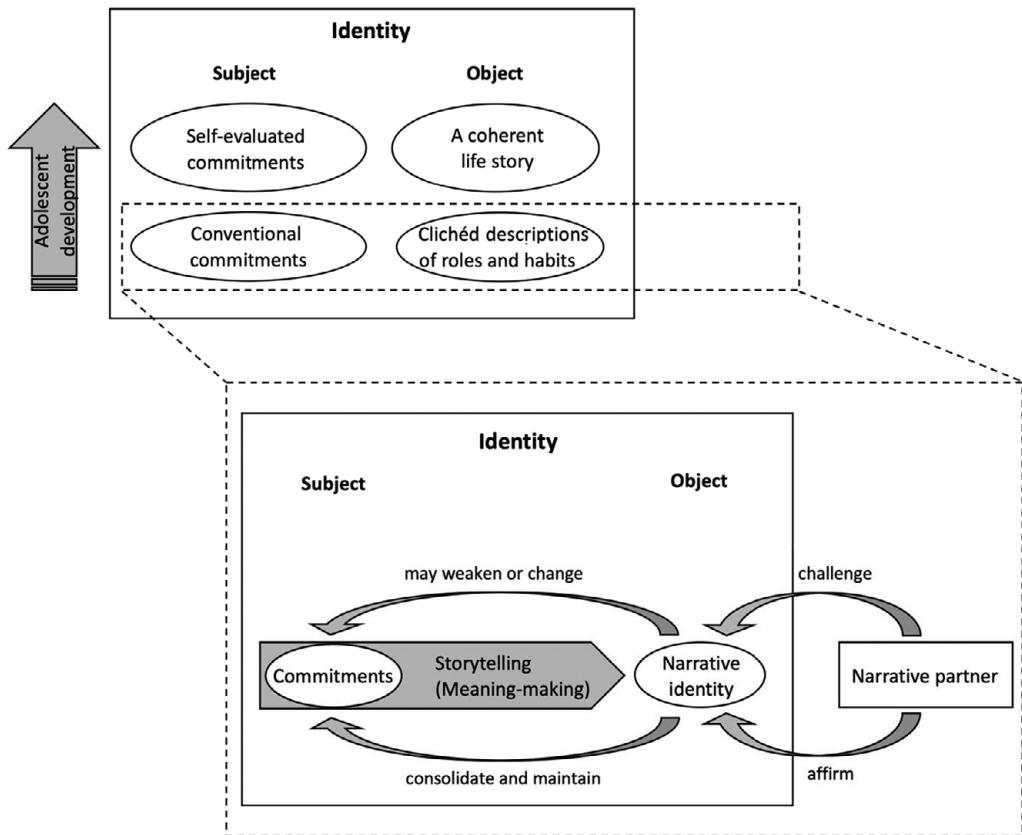 Identity
Subject
Object
Self-evaluated
commitments
A coherent
life story
Adolescent
development
Conventional
commitments
Clichéd descriptions
of roles and habits
Identity
Subject
Object
may weaken or change
challenge
Commitments
Storytelling
(Meaning-making)
Narrative
identity
Narrative partner
consolidate and maintain
affirm